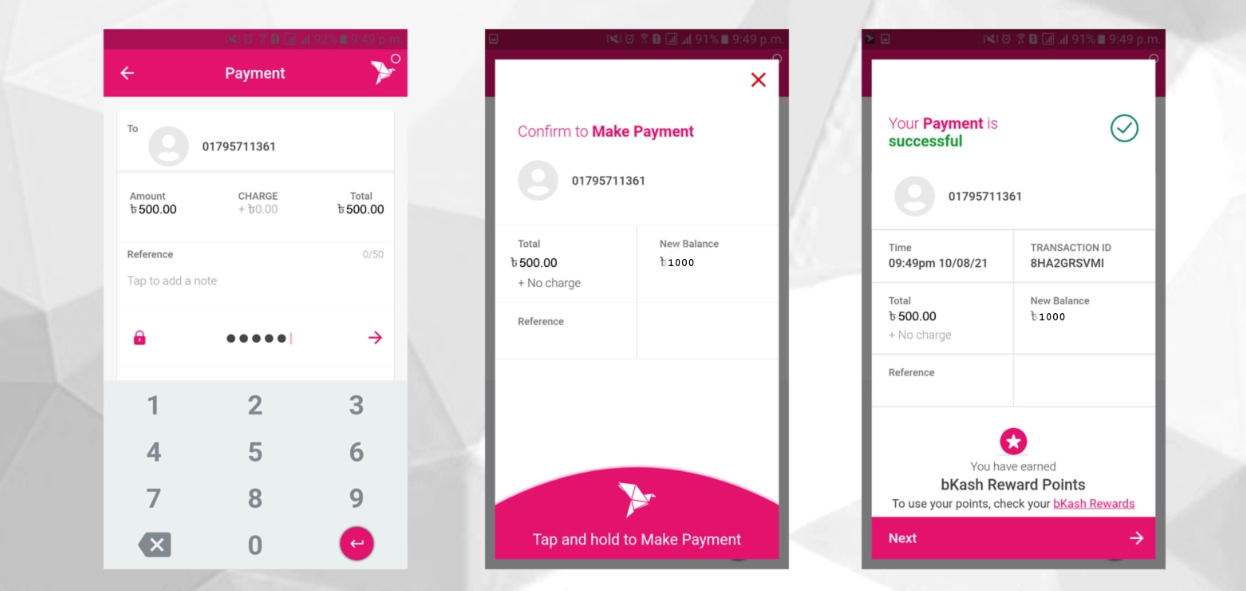 92% 9:49 p.m.
Payment
To
01795711361
Amount
CHARGE
Total
৳500.00
+ ৳0.00
৳500.00
Reference
0/50
Tap to add a note
1
2
3
4
5
6
7
8
9
0
91% 9:49 p.m.
Confirm to Make Payment
01795711361
Total
New Balance
৳500.00
৳1000
+ No charge
Reference
Tap and hold to Make Payment
91% 9:49 p.m.
Your Payment is
successful
01795711361
Time
TRANSACTION ID
09:49pm 10/08/21
8HA2GRSVMI
Total
New Balance
৳ 500.00
৳1000
+ No charge
Reference
You have earned
bKash Reward Points
To use your points, check your bKash Rewards
Next